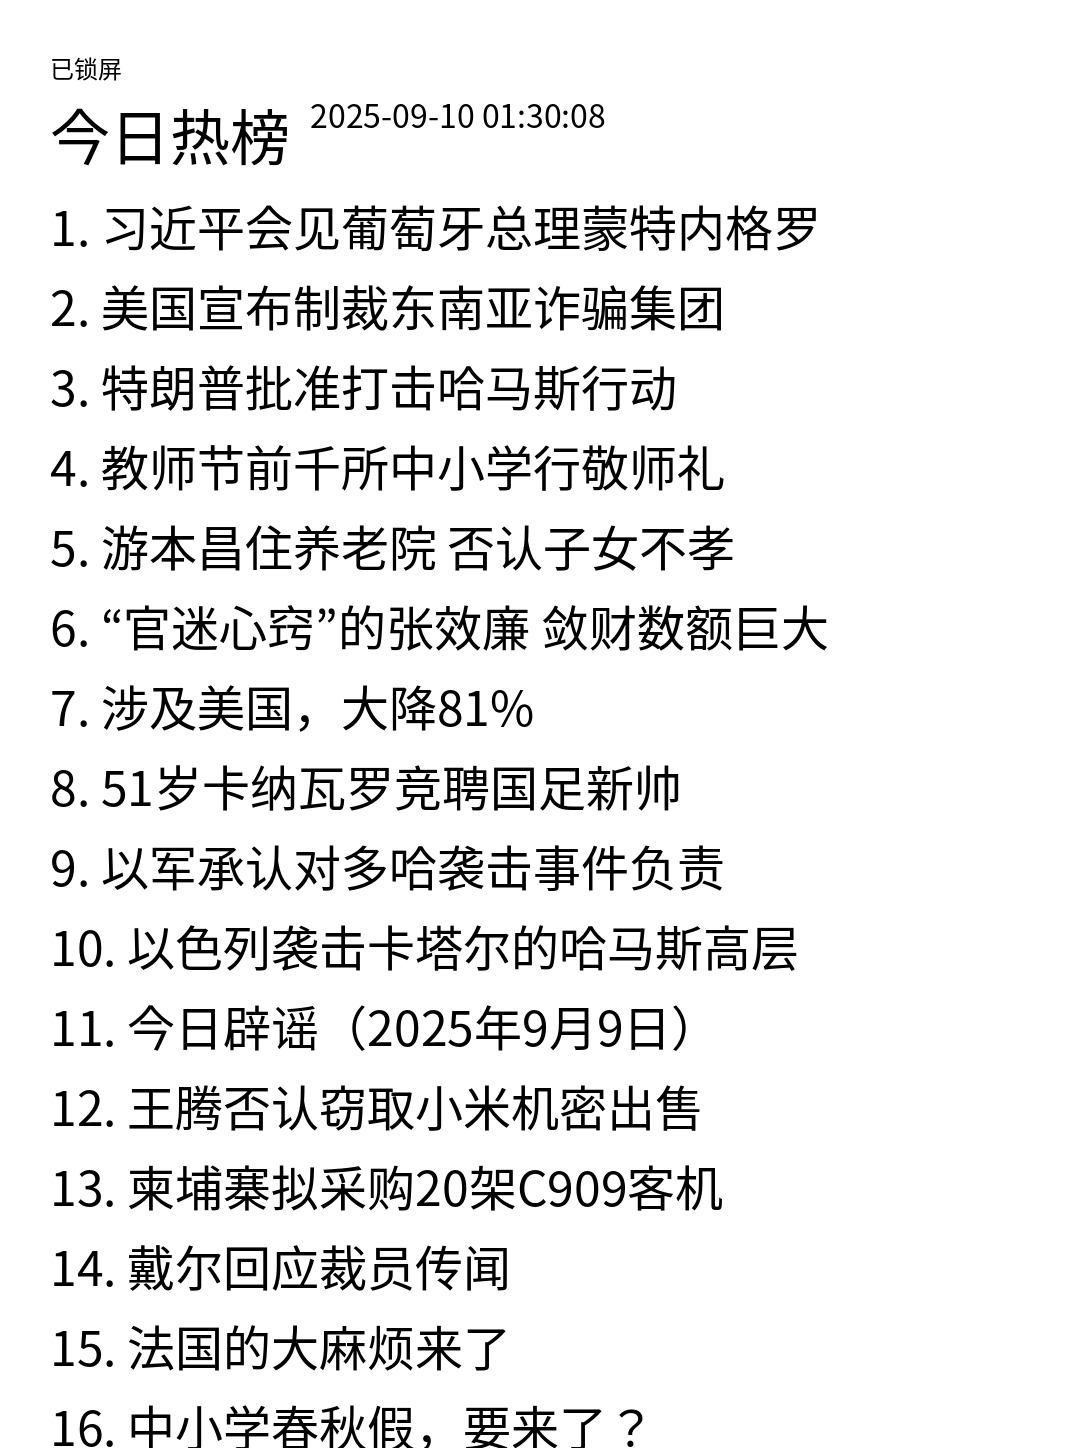 已锁屏
今日热榜 2025-09-10 01:30:08
1. 习近平会见葡萄牙总理蒙特内格罗
2. 美国宣布制裁东南亚诈骗集团
3. 特朗普批准打击哈马斯行动
4. 教师节前千所中小学行敬师礼
5. 游本昌住养老院 否认子女不孝
6. “官迷心窍”的张效廉 敛财数额巨大
7. 涉及美国，大降81%
8. 51岁卡纳瓦罗竞聘国足新帅
9. 以军承认对多哈袭击事件负责
10. 以色列袭击卡塔尔的哈马斯高层
11. 今日辟谣（2025年9月9日）
12. 王腾否认窃取小米机密出售
13. 柬埔寨拟采购20架C909客机
14. 戴尔回应裁员传闻
15. 法国的大麻烦来了
16. 中小学春秋假，要来了？